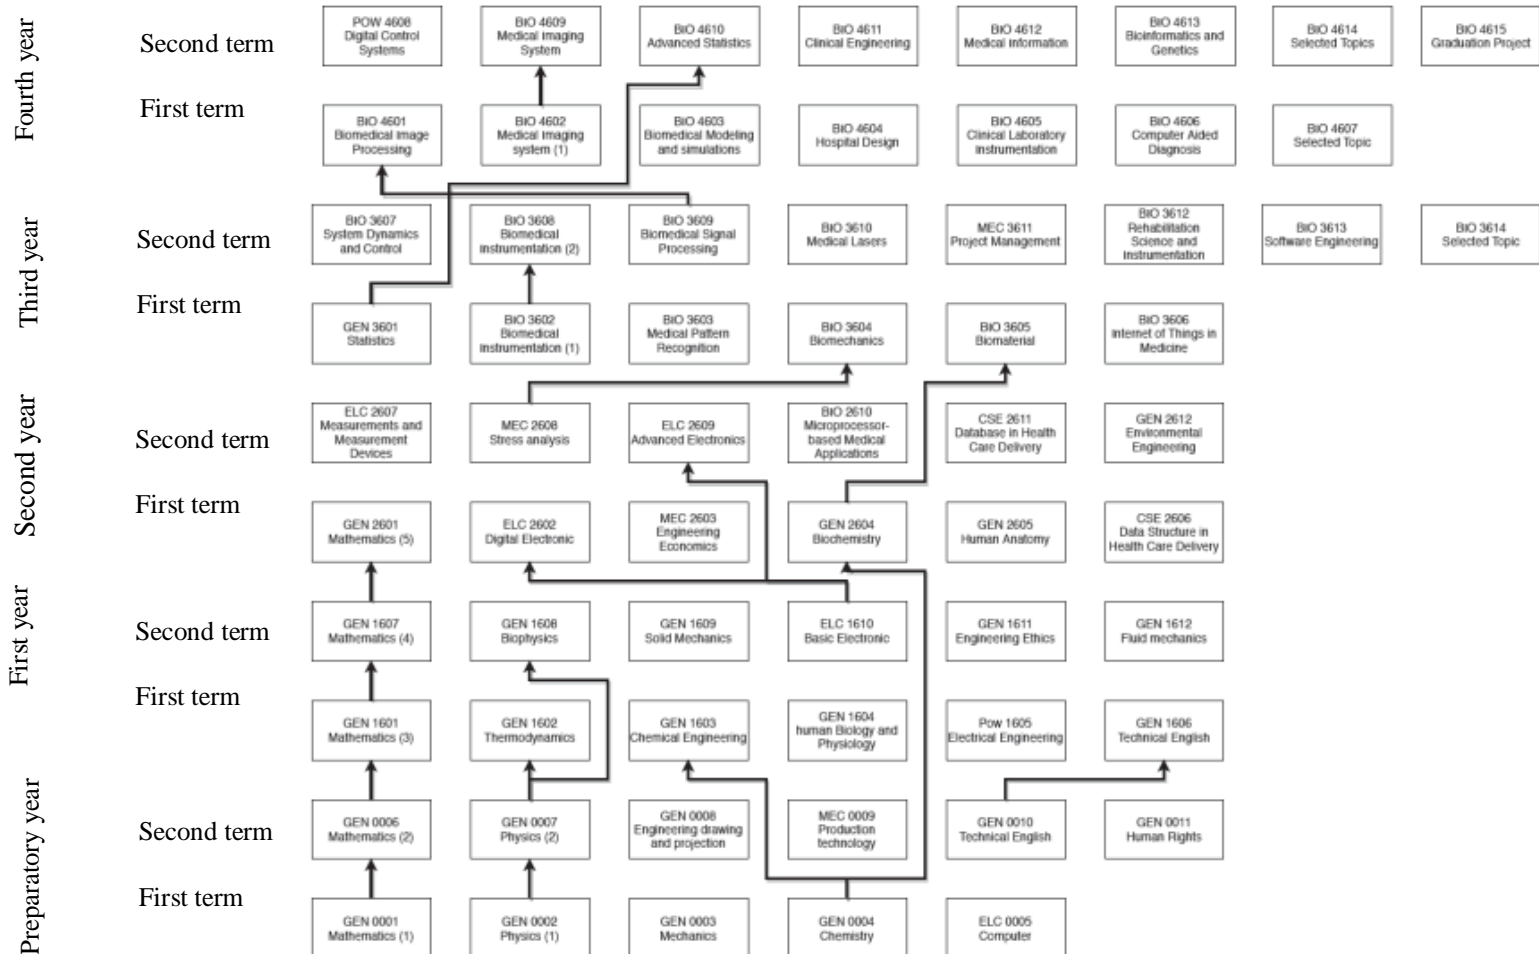 POW 4608
Digital Control
Systems
BIO 4609
Medical imaging
System
BIO 4610
Advanced Statistics
BIO 4611
Clinical Engineering
BIO 4612
Medical information
BIO 4613
Bioinformatics and
Genetics
BIO 4614
Selected Topics
BIO 4615
Graduation Project
Fourth year
Second term
First term
BIO 4601
Biomedical image
Processing
BIO 4602
Medical imaging
system (1)
BIO 4603
Biomedical Modeling
and simulations
BIO 4604
Hospital Design
BIO 4605
Clinical Laboratory
instrumentation
BIO 4606
Computer Aided
Diagnosis
BIO 4607
Selected Topic
Third year
Second term
BIO 3607
System Dynamics
and Control
BIO 3608
Biomedical
instrumentation (2)
BIO 3609
Biomedical Signal
Processing
BIO 3610
Medical Lasers
MEC 3611
Project Management
BIO 3612
Rehabilitation
Science and
instrumentation
BIO 3613
Software Engineering
BIO 3614
Selected Topic
First term
GEN 3601
Statistics
BIO 3602
Biomedical
instrumentation (1)
BIO 3603
Medical Pattern
Recognition
BIO 3604
Biomechanics
BIO 3605
Biomaterial
BIO 3606
Internet of Things in
Medicine
Second year
Second term
ELC 2607
Measurements and
Measurement
Devices
MEC 2608
Stress analysis
ELC 2609
Advanced Electronics
BIO 2610
Microprocessor-
based Medical
Applications
CSE 2611
Database in Health
Care Delivery
GEN 2612
Environmental
Engineering
First term
GEN 2601
Mathematics (5)
ELC 2602
Digital Electronic
MEC 2603
Engineering
Economics
GEN 2604
Biochemistry
GEN 2605
Human Anatomy
CSE 2606
Data Structure in
Health Care Delivery
First year
Second term
GEN 1607
Mathematics (4)
GEN 1608
Biophysics
GEN 1609
Solid Mechanics
ELC 1610
Basic Electronic
GEN 1611
Engineering Ethics
GEN 1612
Fluid mechanics
First term
GEN 1601
Mathematics (3)
GEN 1602
Thermodynamics
GEN 1603
Chemical Engineering
GEN 1604
human Biology and
Physiology
Pow 1605
Electrical Engineering
GEN 1606
Technical English
Preparatory year
Second term
GEN 0006
Mathematics (2)
GEN 0007
Physics (2)
GEN 0008
Engineering drawing
and projection
MEC 0009
Production
technology
GEN 0010
Technical English
GEN 0011
Human Rights
First term
GEN 0001
Mathematics (1)
GEN 0002
Physics (1)
GEN 0003
Mechanics
GEN 0004
Chemistry
ELC 0005
Computer